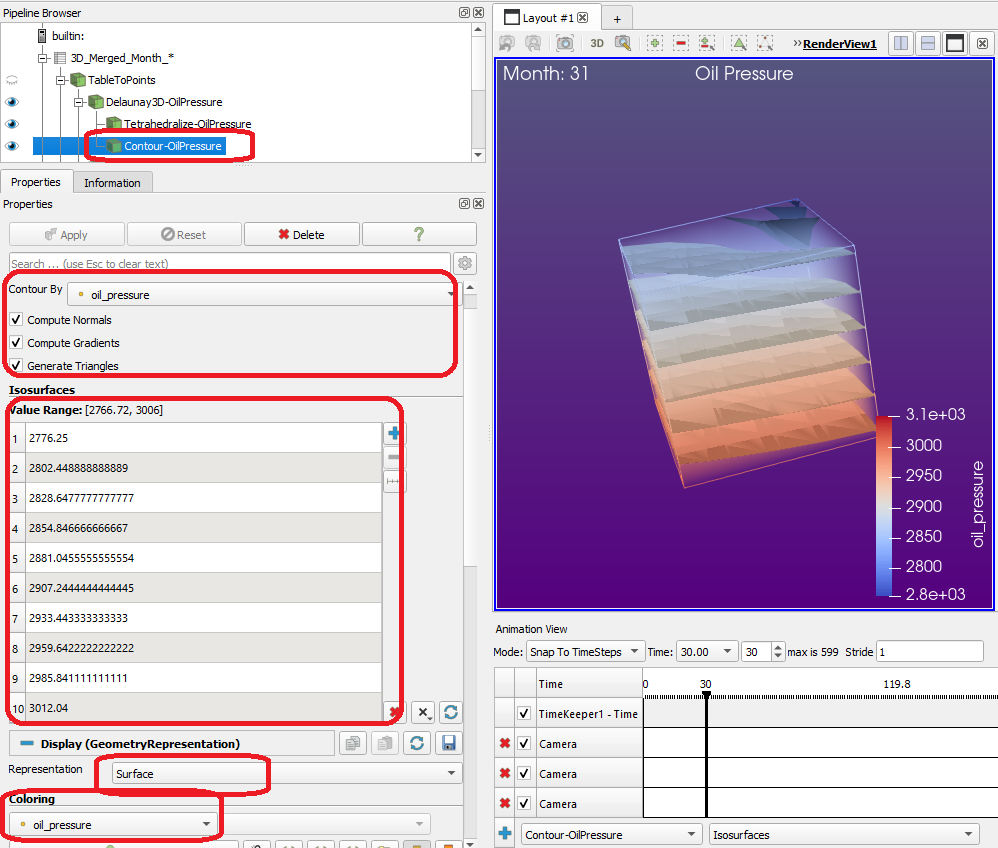 Pipeline Browser
builtin:
3D_Merged_Month_*
TableToPoints
Delaunay3D-OilPressure
Tetrahedralize-OilPressure
Contour-OilPressure
Properties
Information
Properties
Apply
Reset
Delete
?
Search ... (use Esc to clear text)
Contour By
oil_pressure
Compute Normals
Compute Gradients
Generate Triangles
Isosurfaces
Value Range: [2766.72, 3006]
1 2776.25
2 2802.448888888889
3 2828.6477777777777
4 2854.846666666667
5 2881.0455555555554
6 2907.2444444444445
7 2933.443333333333
8 2959.6422222222222
9 2985.841111111111
10 3012.04
Display (GeometryRepresentation)
Representation
Surface
Coloring
oil_pressure
Layout #1
+
3D
»RenderView1
Month: 31
Oil Pressure
3.1e+03
3000
2950
2900
2850
2800
2.8e+03
oil_pressure
Animation View
Mode: Snap To TimeSteps Time: 30.00 30 max is 599 Stride 1
Time
0
30
119.8
TimeKeeper1 - Time
Camera
Camera
Camera
Contour-OilPressure
Isosurfaces